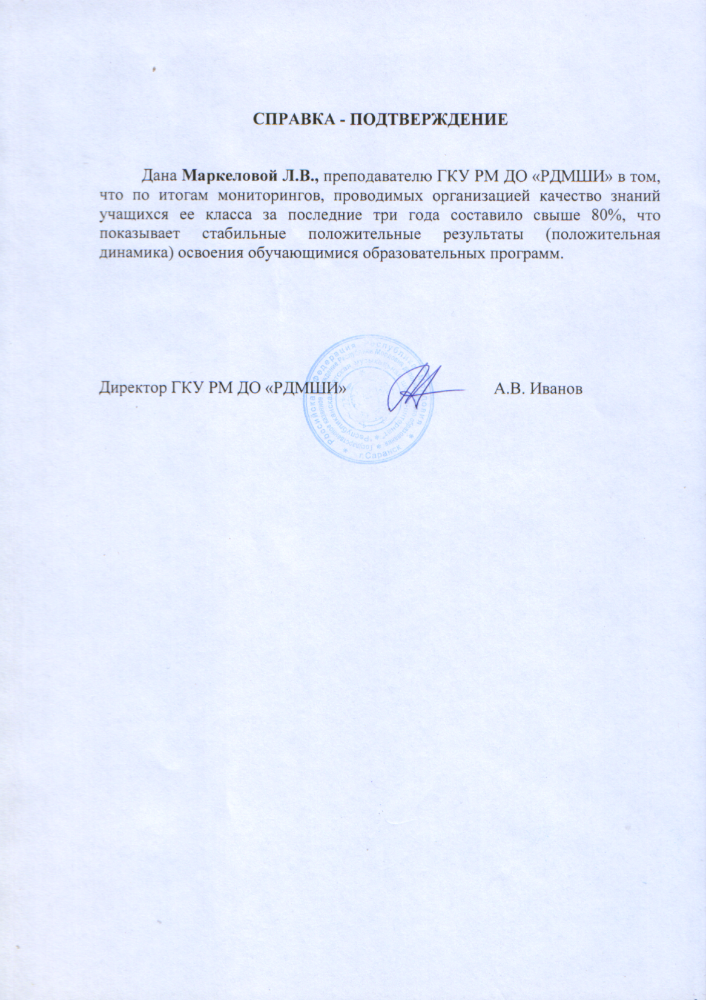 СПРАВКА - ПОДТВЕРЖДЕНИЕ
Дана Маркеловой Л.В., преподавателю ГКУ РМ ДО «РДМШИ» в том,
что по итогам мониторингов, проводимых организацией качество знаний
учащихся ее класса за последние три года составило свыше 80%, что
показывает стабильные положительные результаты (положительная
динамика) освоения обучающимися образовательных программ.
Директор ГКУ РМ ДО «РДМШИ» А.В. Иванов
Российская Федерация Республика
г.Саранск